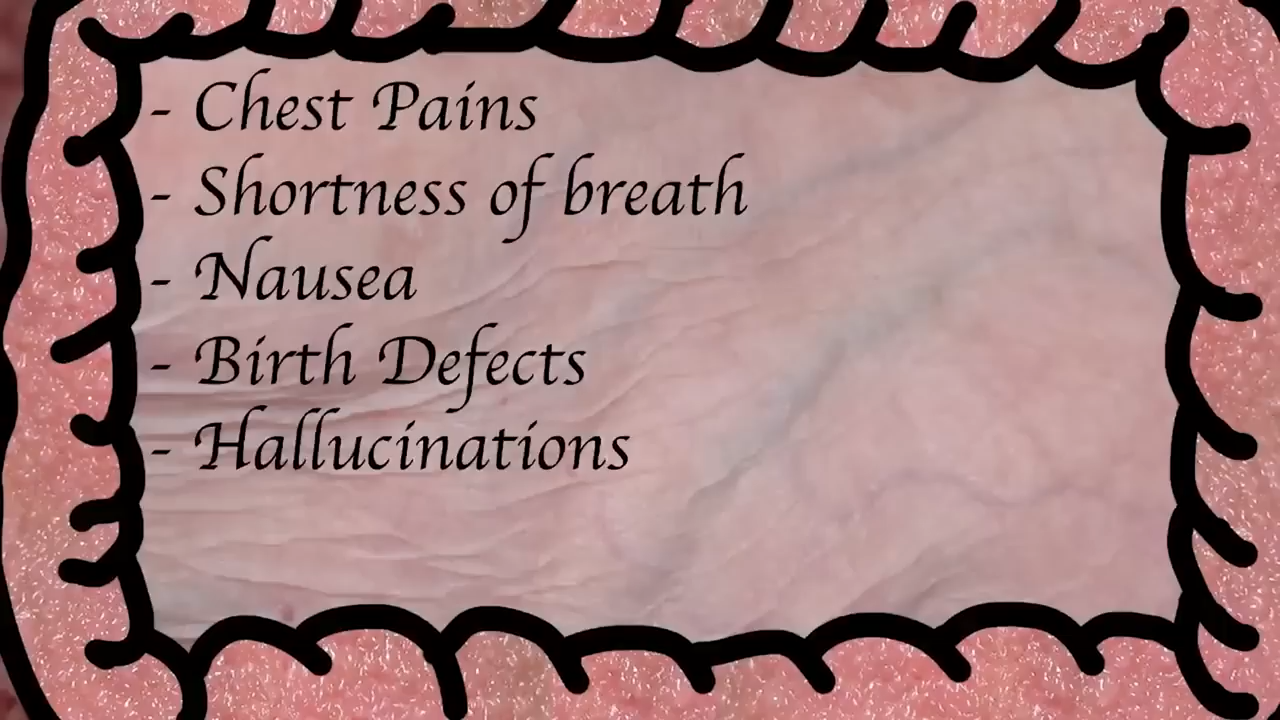 - Chest Pains
- Shortness of breath
- Nausea
- Birth Defects
- Hallucinations